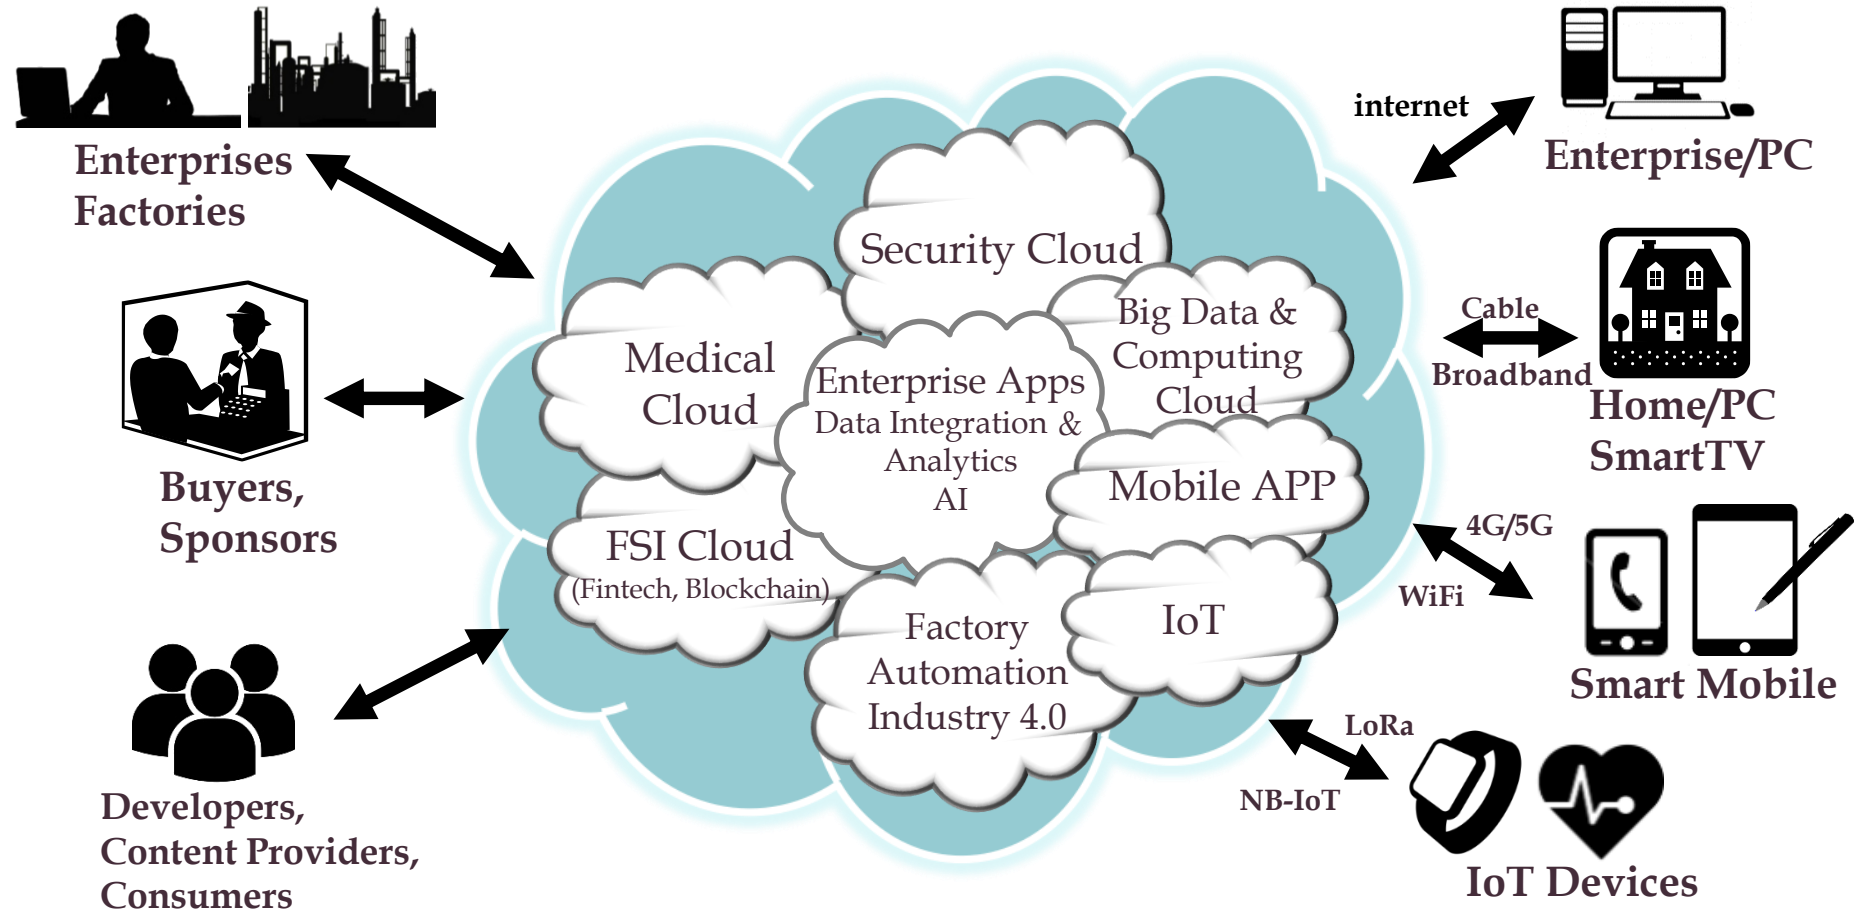 Enterprises
Factories
Buyers,
Sponsors
Developers,
Content Providers,
Consumers
Security Cloud
Medical
Cloud
Big Data &
Computing
Cloud
Enterprise Apps
Data Integration &
Analytics
AI
Mobile APP
FSI Cloud
(Fintech, Blockchain)
Factory
Automation
Industry 4.0
IoT
internet
Enterprise/PC
Cable
Broadband
Home/PC
SmartTV
4G/5G
WiFi
Smart Mobile
LoRa
NB-IoT
IoT Devices